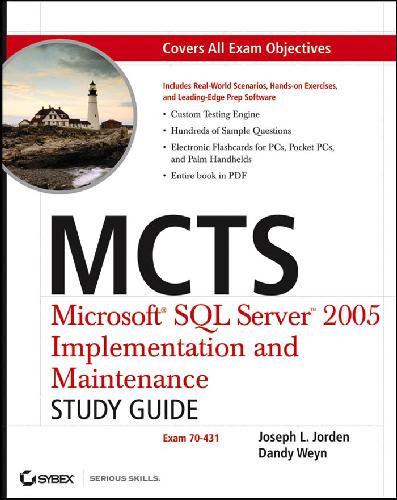 Covers All Exam Objectives
Includes Real-World Scenarios, Hands-on Exercises,
and Leading-Edge Prep Software
• Custom Testing Engine
• Hundreds of Sample Questions
• Electronic Flashcards for PCs, Pocket PCs,
and Palm Handhelds
• Entire book in PDF
MCTS
Microsoft® SQL Server™ 2005
Implementation and
Maintenance
STUDY GUIDE
Exam 70-431
Joseph L. Jorden
Dandy Weyn
SYBEX
SERIOUS SKILLS.